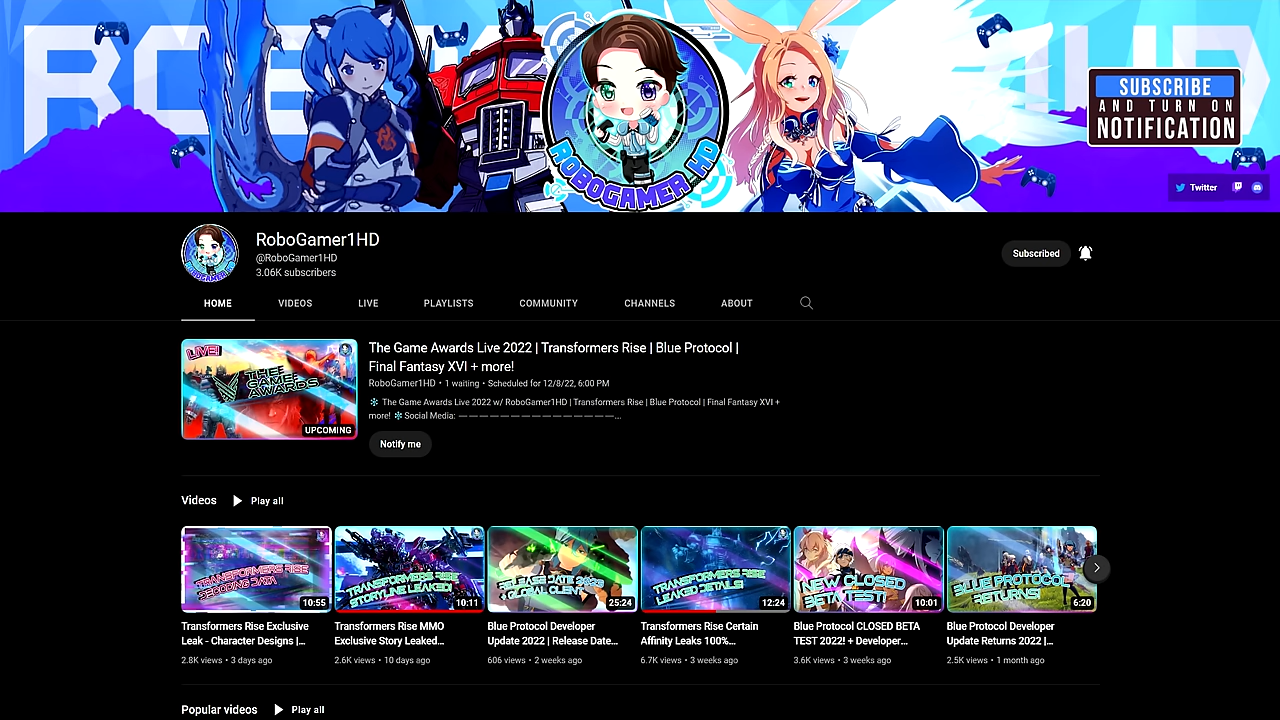 SUBSCRIBE
AND TURN ON
NOTIFICATION
ROBOGAMER HD
Twitter
RoboGamer1HD
@RoboGamer1HD
3.06K subscribers
Subscribed
HOME VIDEOS LIVE PLAYLISTS COMMUNITY CHANNELS ABOUT
LIVE!
THE
GAME
AWARDS
UPCOMING
The Game Awards Live 2022 | Transformers Rise | Blue Protocol |
Final Fantasy XVI + more!
RoboGamer1HD • 1 waiting • Scheduled for 12/8/22, 6:00 PM
❄ The Game Awards Live 2022 w/ RoboGamer1HD | Transformers Rise | Blue Protocol | Final Fantasy XVI +
more! ❄ Social Media: — — — — — — — — — — — — — — — —...
Notify me
Videos Play all
TRANSFORMERS RISE
DECODING DATA
10:55
TRANSFORMERS RISE
STORYLINE LEAKED!
10:11
RELEASE DATE 2023
+ GLOBAL CLIENT
25:24
TRANSFORMERS RISE
LEAKED DETAILS!
12:24
NEW CLOSED
BETA TEST!
10:01
BLUE PROTOCOL
RETURNS!
6:20
Transformers Rise Exclusive
Leak - Character Designs |...
2.8K views • 3 days ago
Transformers Rise MMO
Exclusive Story Leaked...
2.6K views • 10 days ago
Blue Protocol Developer
Update 2022 | Release Date...
606 views • 2 weeks ago
Transformers Rise Certain
Affinity Leaks 100%...
6.7K views • 3 weeks ago
Blue Protocol CLOSED BETA
TEST 2022! + Developer...
3.6K views • 3 weeks ago
Blue Protocol Developer
Update Returns 2022 |...
2.5K views • 1 month ago
Popular videos Play all